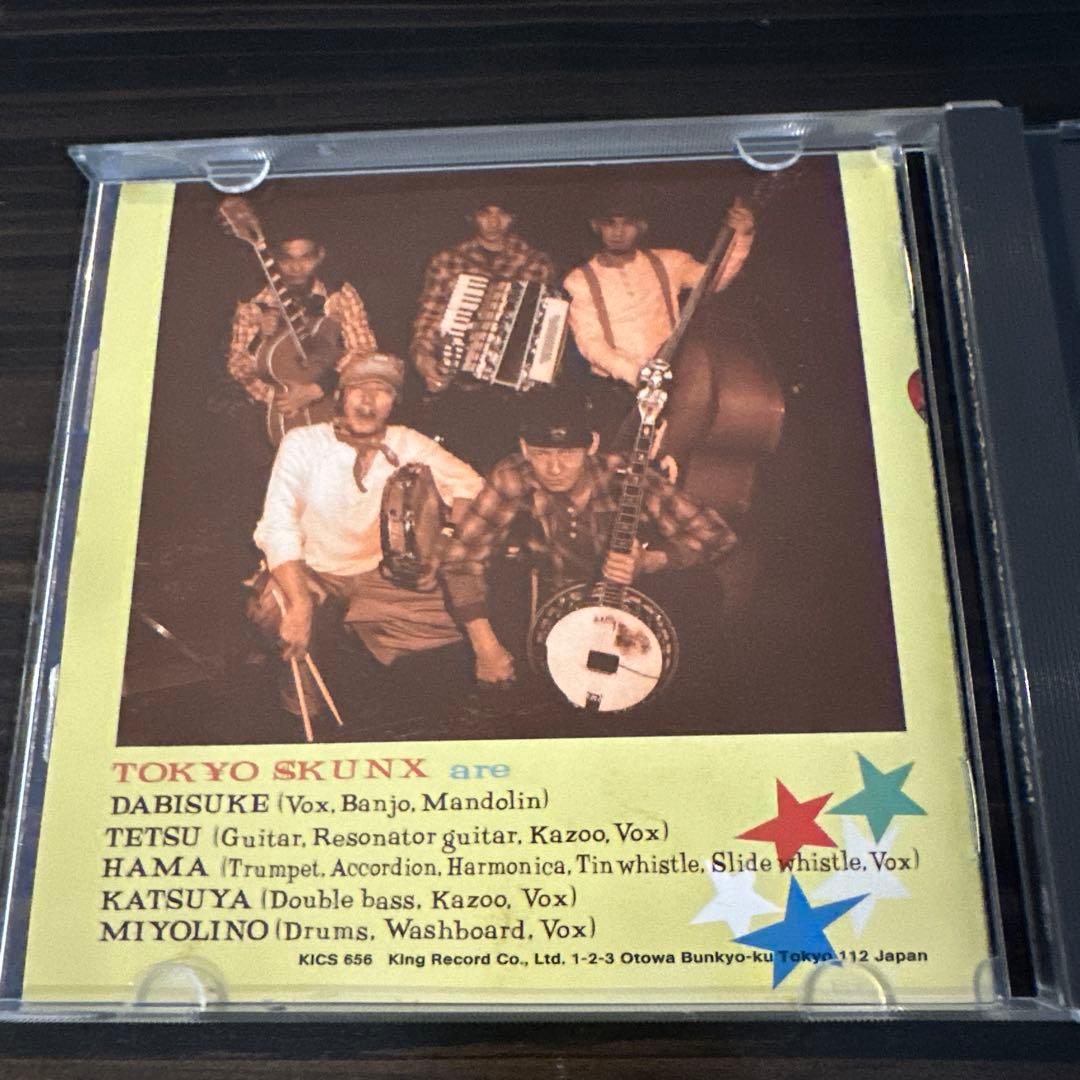 TOKYO SKUNX are
DABISUKE (Vox, Banjo, Mandolin)
TETSU (Guitar, Resonator guitar, Kazoo, Vox)
HAMA (Trumpet, Accordion, Harmonica, Tin whistle, Slide whistle, Vox)
KATSUYA (Double bass, Kazoo, Vox)
MIYOLINO (Drums, Washboard, Vox)
KICS 656 King Record Co., Ltd. 1-2-3 Otowa Bunkyo-ku Tokyo 112 Japan